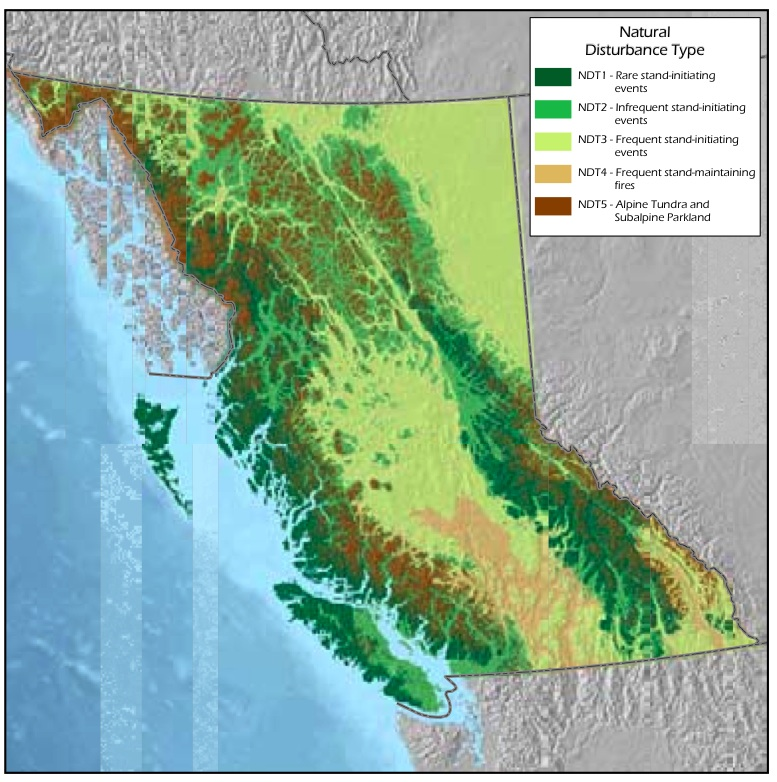 Natural
Disturbance Type
NDT1 - Rare stand-initiating
events
NDT2 - Infrequent stand-initiating
events
NDT3 - Frequent stand-initiating
events
NDT4 - Frequent stand-maintaining
fires
NDT5 - Alpine Tundra and
Subalpine Parkland